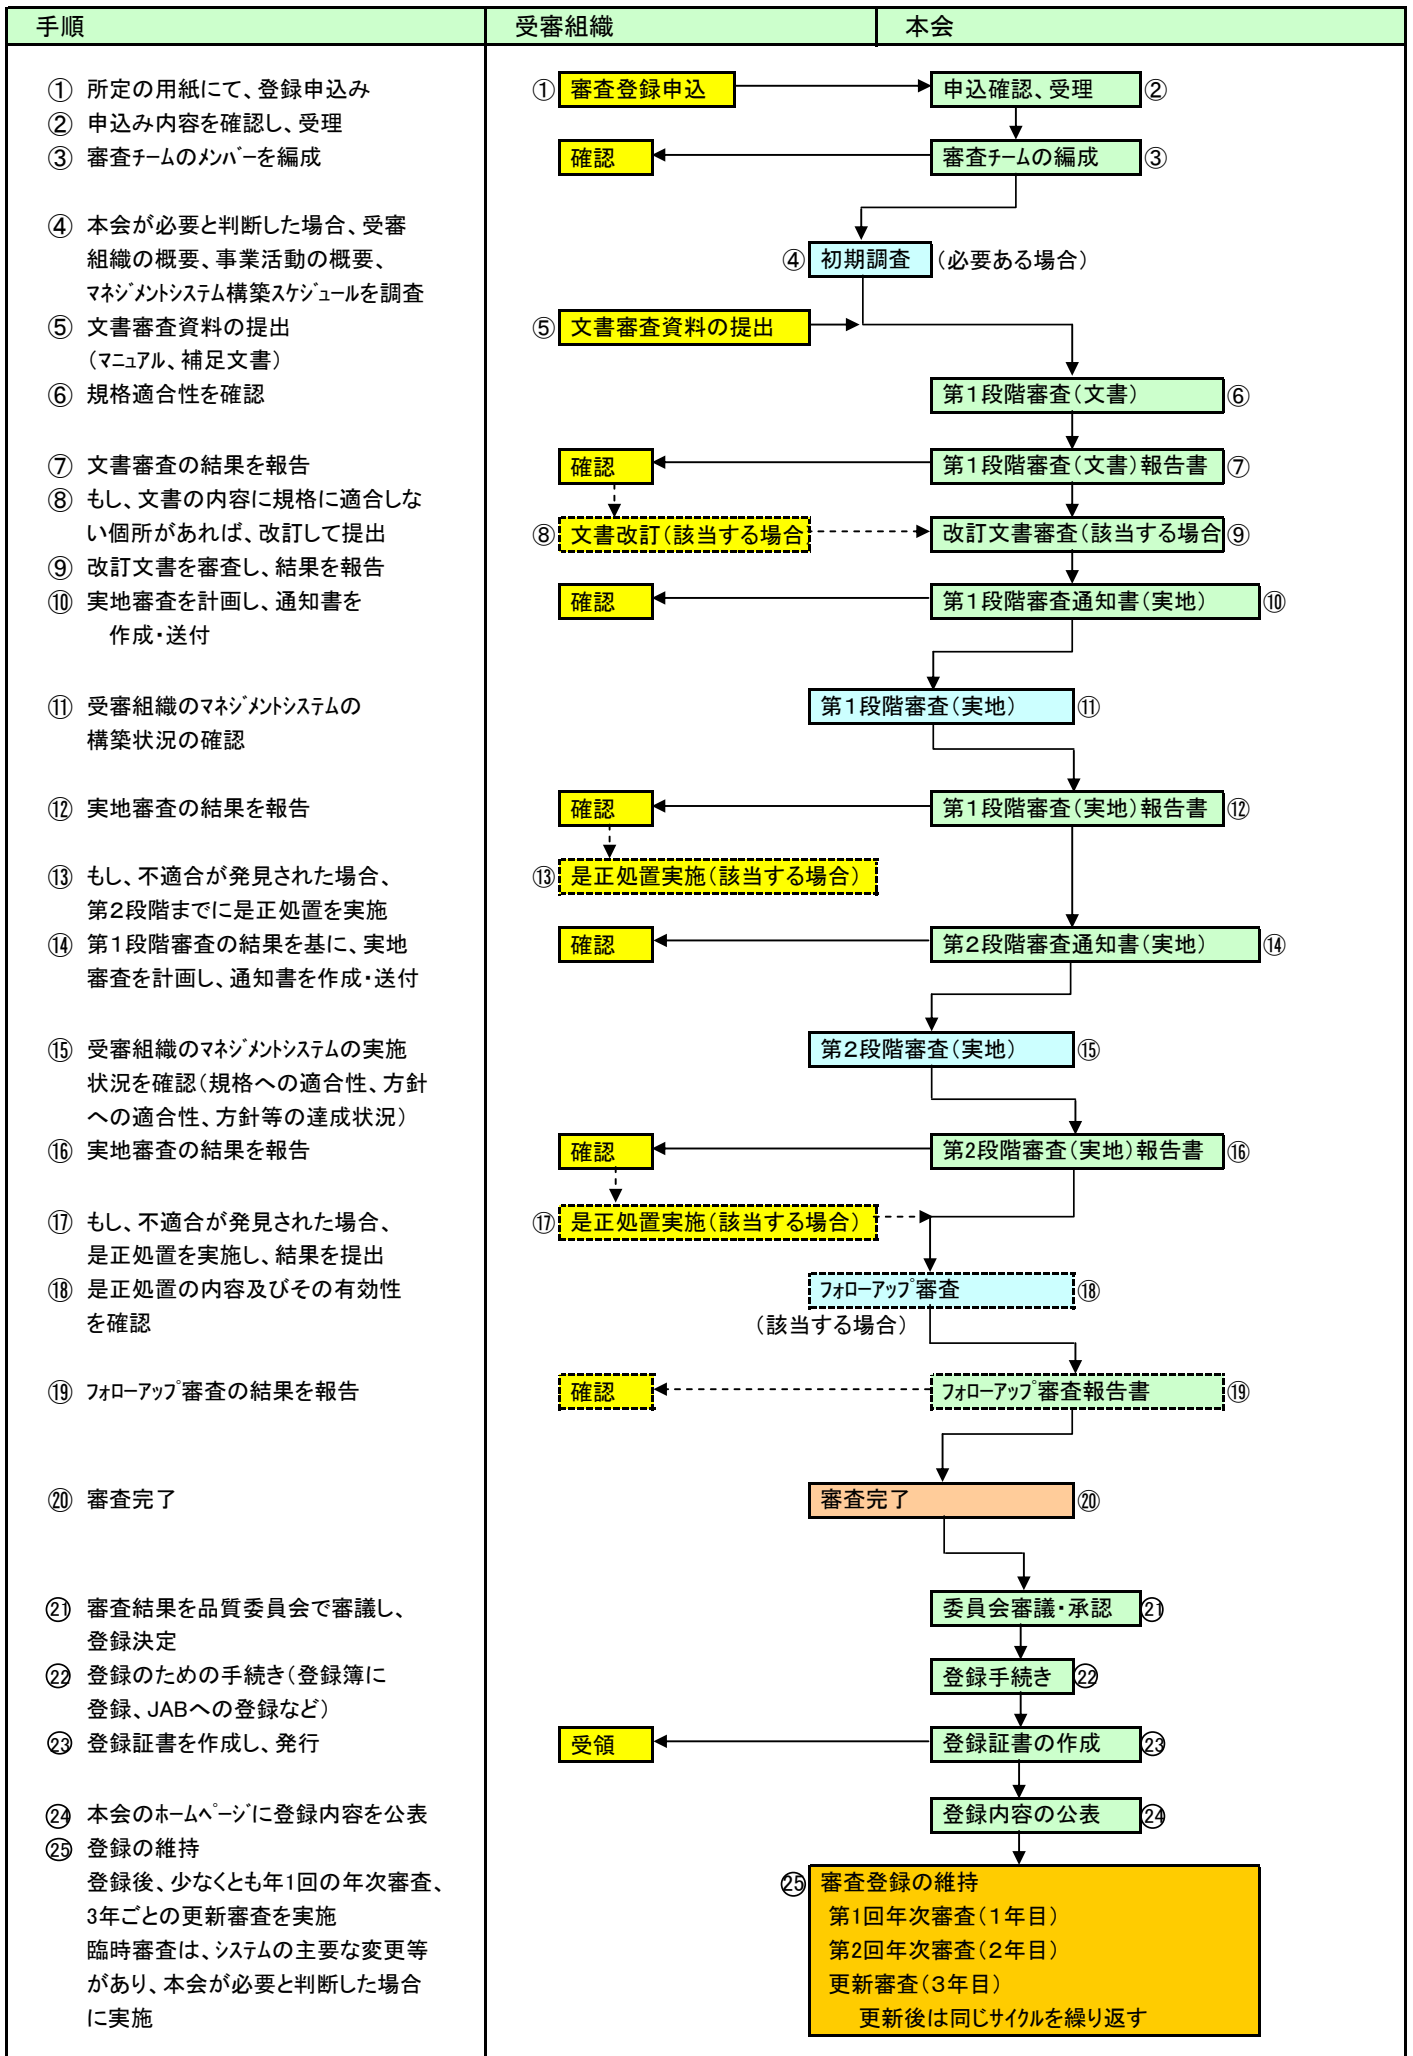 手順
受審組織
本会
① 所定の用紙にて、登録申込み
② 申込み内容を確認し、受理
③ 審査ﾁｰﾑのﾒﾝﾊﾞｰを編成
④ 本会が必要と判断した場合、受審
組織の概要、事業活動の概要、
ﾏﾈｼﾞﾒﾝﾄｼｽﾃﾑ構築ｽｹｼﾞｭｰﾙを調査
⑤ 文書審査資料の提出
（ﾏﾆｭｱﾙ、補足文書）
⑥ 規格適合性を確認
⑦ 文書審査の結果を報告
⑧ もし、文書の内容に規格に適合しな
い個所があれば、改訂して提出
⑨ 改訂文書を審査し、結果を報告
⑩ 実地審査を計画し、通知書を
作成・送付
⑪ 受審組織のﾏﾈｼﾞﾒﾝﾄｼｽﾃﾑの
構築状況の確認
⑫ 実地審査の結果を報告
⑬ もし、不適合が発見された場合、
第２段階までに是正処置を実施
⑭ 第１段階審査の結果を基に、実地
審査を計画し、通知書を作成・送付
⑮ 受審組織のﾏﾈｼﾞﾒﾝﾄｼｽﾃﾑの実施
状況を確認（規格への適合性、方針
への適合性、方針等の達成状況）
⑯ 実地審査の結果を報告
⑰ もし、不適合が発見された場合、
是正処置を実施し、結果を提出
⑱ 是正処置の内容及びその有効性
を確認
⑲ ﾌｫﾛｰｱｯﾌﾟ審査の結果を報告
⑳ 審査完了
㉑ 審査結果を品質委員会で審議し、
登録決定
㉒ 登録のための手続き（登録簿に
登録、JABへの登録など）
㉓ 登録証書を作成し、発行
㉔ 本会のﾎｰﾑﾍﾟｰｼﾞに登録内容を公表
㉕ 登録の維持
登録後、少なくとも年1回の年次審査、
3年ごとの更新審査を実施
臨時審査は、ｼｽﾃﾑの主要な変更等
があり、本会が必要と判断した場合
に実施
① 審査登録申込
申込確認、受理 ②
確認
審査ﾁｰﾑの編成 ③
④ 初期調査 （必要ある場合）
⑤ 文書審査資料の提出
第１段階審査（文書） ⑥
確認
第１段階審査（文書）報告書 ⑦
⑧ 文書改訂（該当する場合
改訂文書審査（該当する場合 ⑨
確認
第１段階審査通知書（実地） ⑩
第１段階審査（実地） ⑪
確認
第１段階審査（実地）報告書 ⑫
⑬ 是正処置実施（該当する場合）
確認
第２段階審査通知書（実地） ⑭
第２段階審査（実地） ⑮
確認
第2段階審査（実地）報告書 ⑯
⑰ 是正処置実施（該当する場合）
ﾌｫﾛｰｱｯﾌﾟ審査 ⑱
（該当する場合）
確認
ﾌｫﾛｰｱｯﾌﾟ審査報告書 ⑲
審査完了 ⑳
委員会審議・承認 ㉑
登録手続き ㉒
受領
登録証書の作成 ㉓
登録内容の公表 ㉔
㉕ 審査登録の維持
第1回年次審査（１年目）
第2回年次審査（２年目）
更新審査（３年目）
更新後は同じｻｲｸﾙを繰り返す